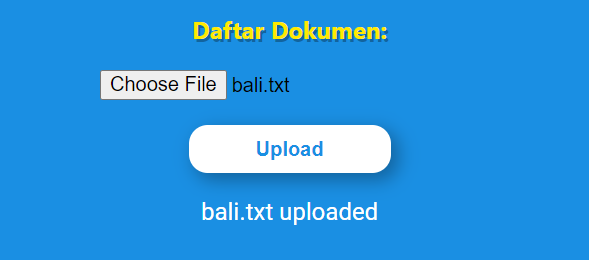 Daftar Dokumen:
Choose File bali.txt
Upload
bali.txt uploaded